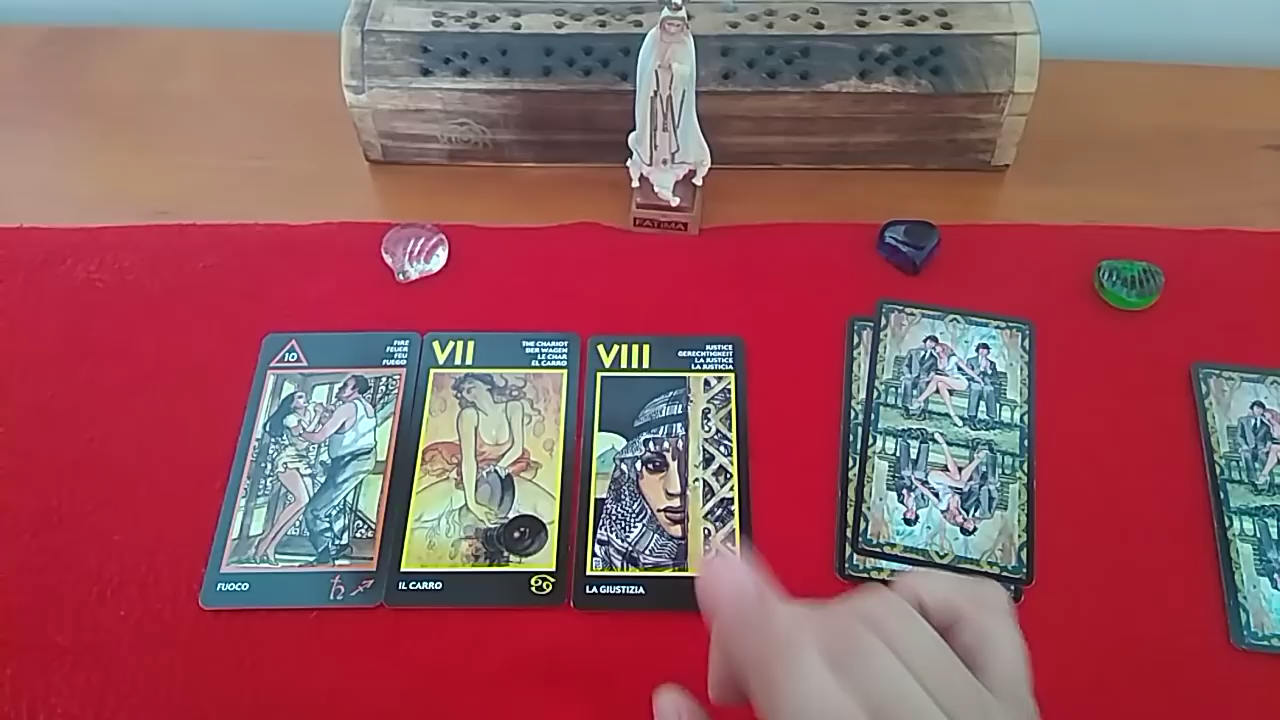 FATIMA
10
FIRE
FEUER
FEU
FUEGO
FUOCO
VII
THE CHARIOT
DER WAGEN
LE CHAR
EL CARRO
IL CARRO
VIII
JUSTICE
GERECHTIGKEIT
LA JUSTICE
LA JUSTICIA
LA GIUSTIZIA